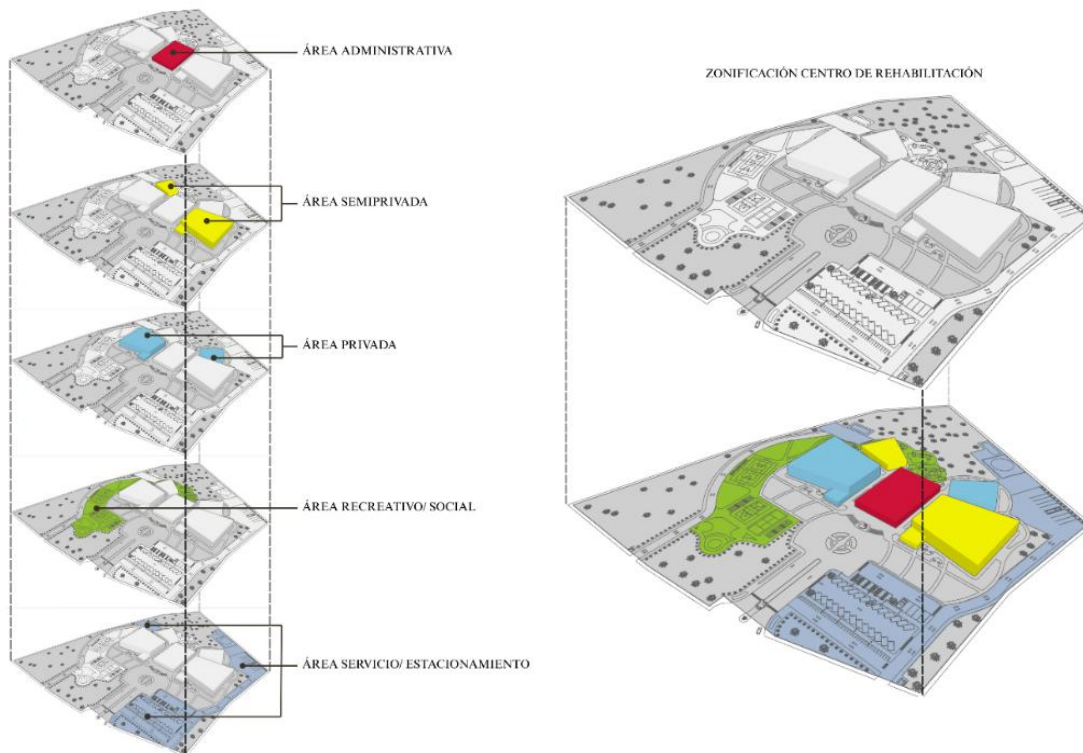 ÁREA ADMINISTRATIVA
ZONIFICACIÓN CENTRO DE REHABILITACIÓN
ÁREA SEMIPRIVADA
ÁREA PRIVADA
ÁREA RECREATIVO/ SOCIAL
ÁREA SERVICIO/ ESTACIONAMIENTO